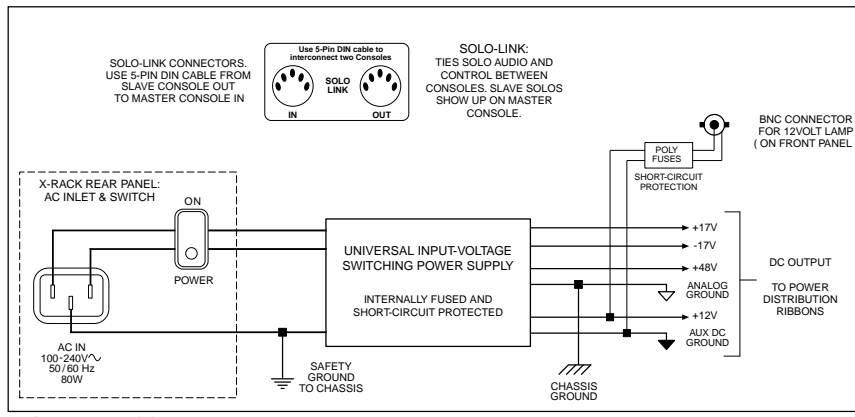 SOLO-LINK CONNECTORS.
USE 5-PIN DIN CABLE FROM
SLAVE CONSOLE OUT
TO MASTER CONSOLE IN
Use 5-Pin DIN cable to
interconnect two Consoles
SOLO
LINK
IN
OUT
SOLO-LINK:
TIES SOLO AUDIO AND
CONTROL BETWEEN
CONSOLES. SLAVE SOLOS
SHOW UP ON MASTER
CONSOLE.
BNC CONNECTOR
FOR 12VOLT LAMP
( ON FRONT PANEL
POLY
FUSES
SHORT-CIRCUIT
PROTECTION
X-RACK REAR PANEL:
AC INLET & SWITCH
ON
POWER
AC IN
100-240V
50/60 Hz
80W
SAFETY
GROUND
TO CHASSIS
UNIVERSAL INPUT-VOLTAGE
SWITCHING POWER SUPPLY
INTERNALLY FUSED AND
SHORT-CIRCUIT PROTECTED
CHASSIS
GROUND
+17V
-17V
+48V
ANALOG
GROUND
+12V
AUX DC
GROUND
DC OUTPUT
TO POWER
DISTRIBUTION
RIBBONS